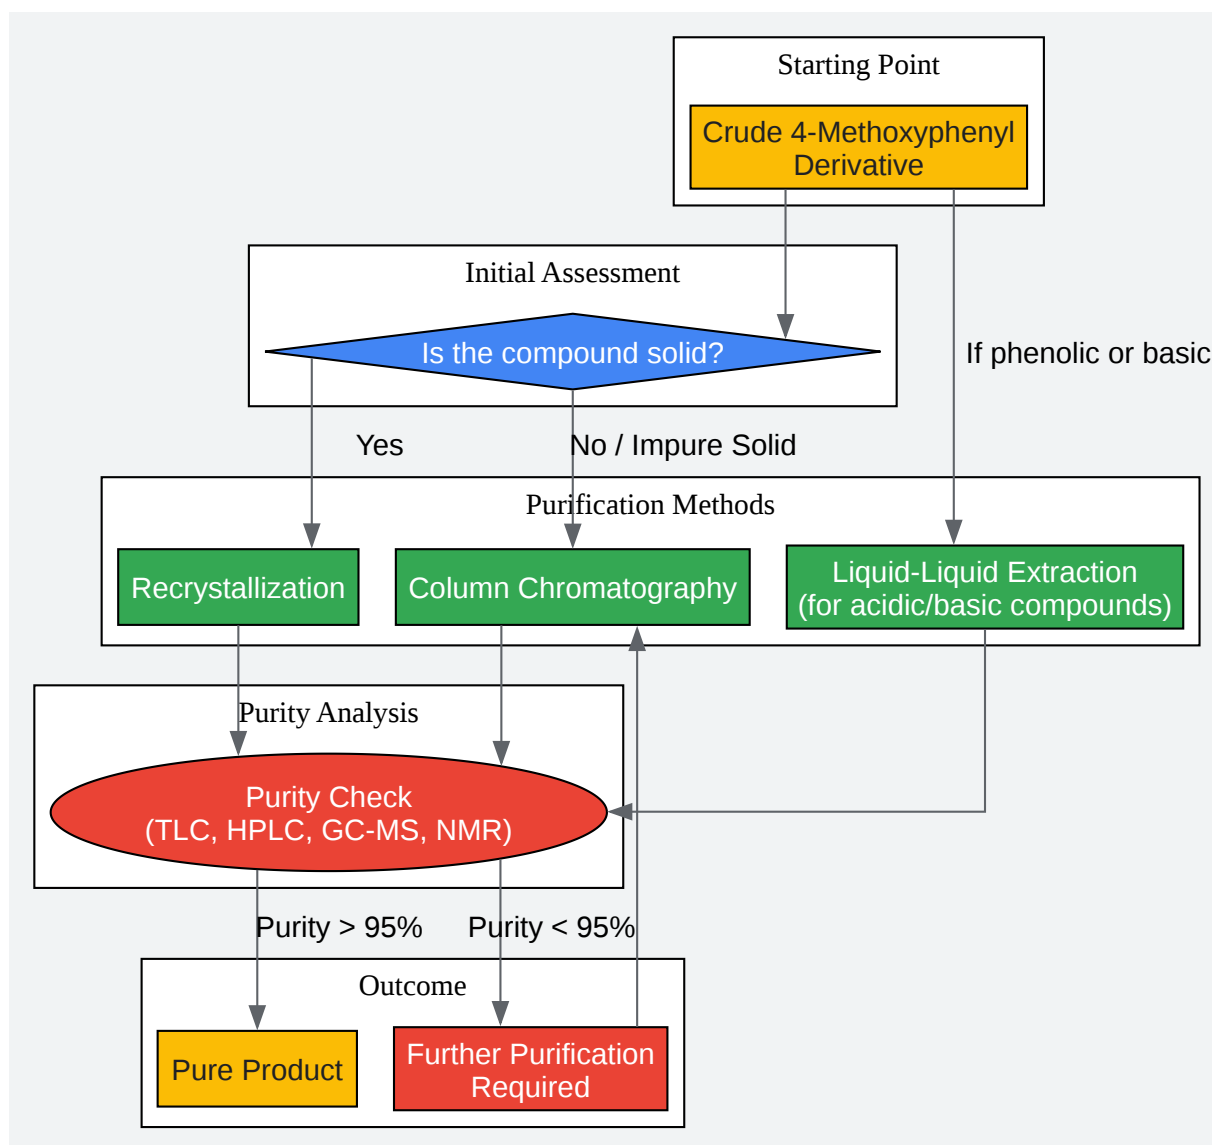 Starting Point
Crude 4-Methoxyphenyl
Derivative
Initial Assessment
Is the compound solid?
If phenolic or basic
Yes
No / Impure Solid
Purification Methods
Recrystallization
Column Chromatography
Liquid-Liquid Extraction
(for acidic/basic compounds)
Purity Analysis
Purity Check
(TLC, HPLC, GC-MS, NMR)
Purity > 95%
Purity < 95%
Outcome
Pure Product
Further Purification
Required